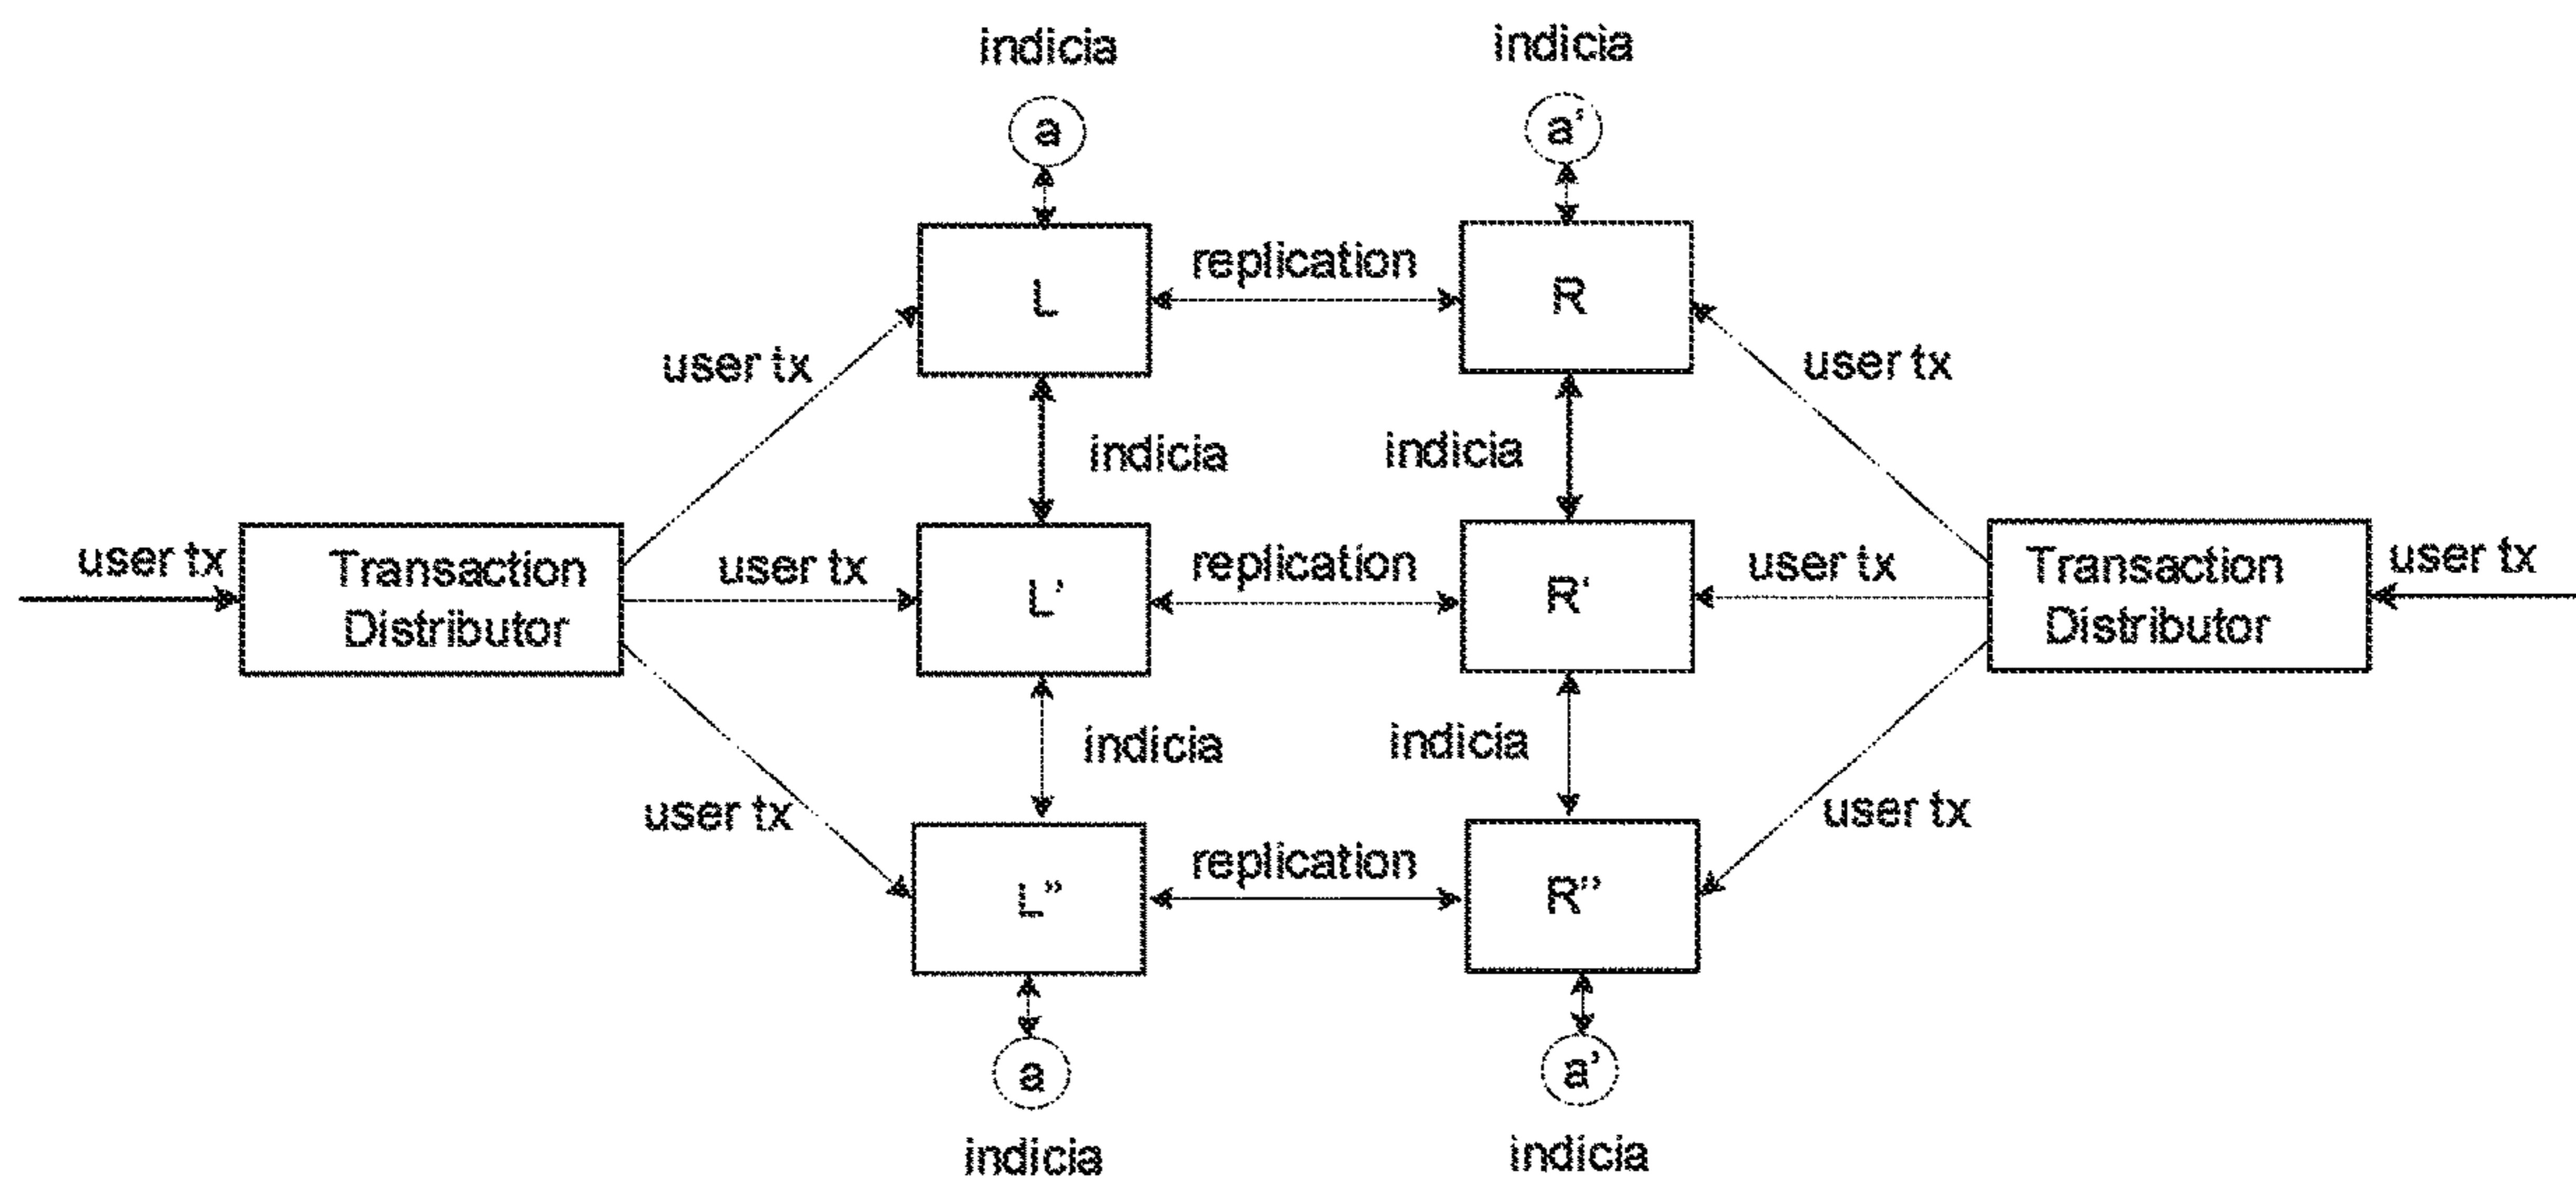 indicia
indicia
a
a'
L
replication
R
user tx
user tx
indicia
indicia
user tx
Transaction
Distributor
user tx
L'
replication
R'
user tx
Transaction
Distributor
user tx
indicia
indicia
user tx
user tx
L"
replication
R"
a
a'
indicia
indicia